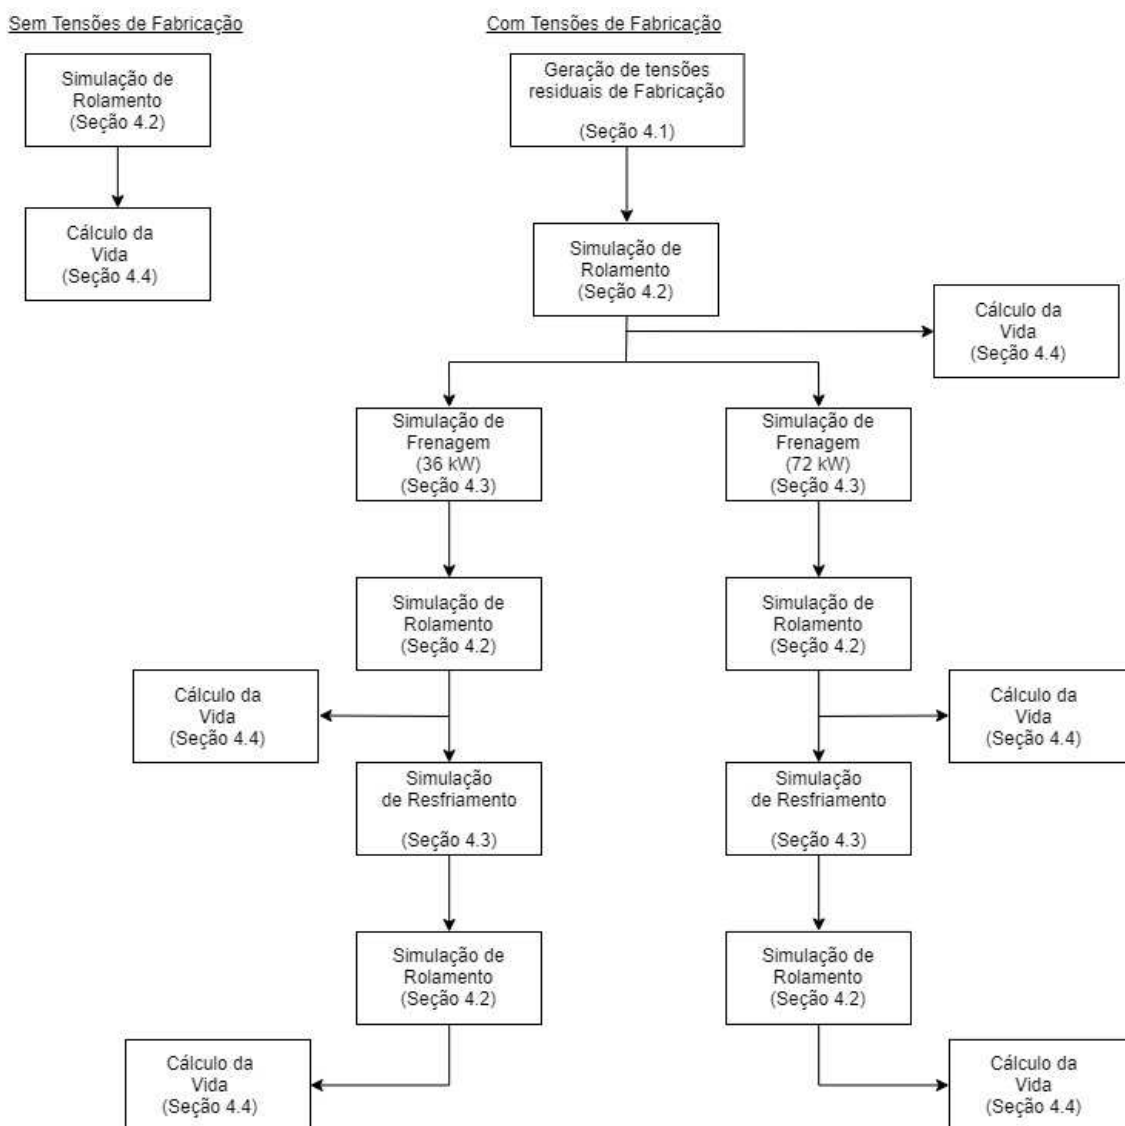 Sem Tensões de Fabricação
Com Tensões de Fabricação
Simulação de
Rolamento
(Seção 4.2)
Cálculo da
Vida
(Seção 4.4)
Geração de tensões
residuais de Fabricação
(Seção 4.1)
Simulação de
Rolamento
(Seção 4.2)
Cálculo da
Vida
(Seção 4.4)
Simulação de
Frenagem
(36 kW)
(Seção 4.3)
Simulação de
Frenagem
(72 kW)
(Seção 4.3)
Simulação de
Rolamento
(Seção 4.2)
Simulação de
Rolamento
(Seção 4.2)
Cálculo da
Vida
(Seção 4.4)
Cálculo da
Vida
(Seção 4.4)
Simulação
de Resfriamento
(Seção 4.3)
Simulação
de Resfriamento
(Seção 4.3)
Simulação de
Rolamento
(Seção 4.2)
Simulação de
Rolamento
(Seção 4.2)
Cálculo da
Vida
(Seção 4.4)
Cálculo da
Vida
(Seção 4.4)